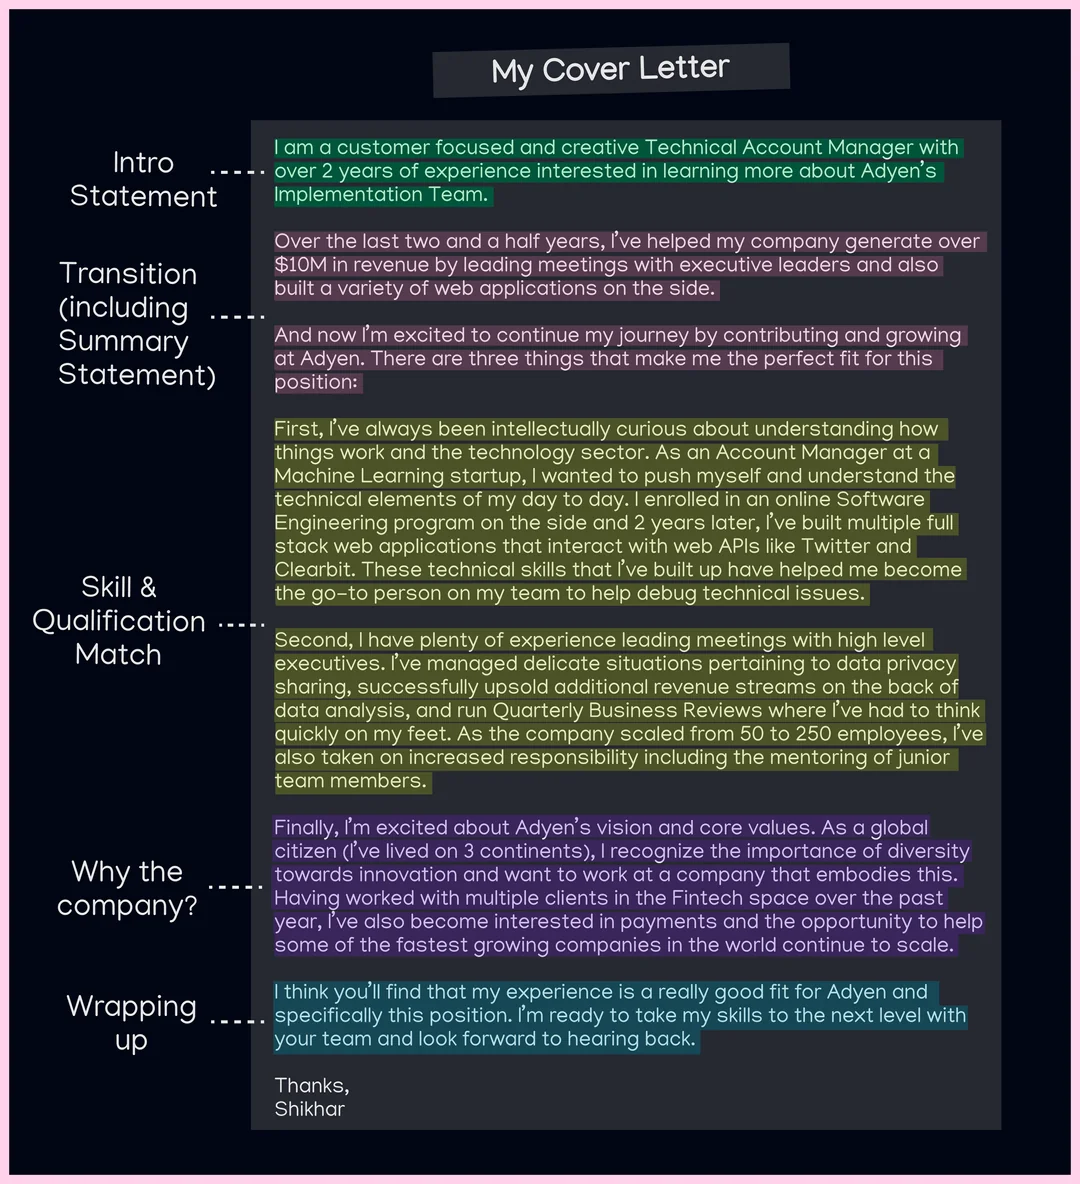 My Cover Letter
Intro
Statement
I am a customer focused and creative Technical Account Manager with
over 2 years of experience interested in learning more about Adyen's
Implementation Team.
Transition
(including
Summary
Statement)
Over the last two and a half years, I've helped my company generate over
$10M in revenue by leading meetings with executive leaders and also
built a variety of web applications on the side.
And now I'm excited to continue my journey by contributing and growing
at Adyen. There are three things that make me the perfect fit for this
position:
Skill &
Qualification
Match
First, I've always been intellectually curious about understanding how
things work and the technology sector. As an Account Manager at a
Machine Learning startup, I wanted to push myself and understand the
technical elements of my day to day. I enrolled in an online Software
Engineering program on the side and 2 years later, I've built multiple full
stack web applications that interact with web APIs like Twitter and
Clearbit. These technical skills that I've built up have helped me become
the go-to person on my team to help debug technical issues.
Second, I have plenty of experience leading meetings with high level
executives. I've managed delicate situations pertaining to data privacy
sharing, successfully upsold additional revenue streams on the back of
data analysis, and run Quarterly Business Reviews where I've had to think
quickly on my feet. As the company scaled from 50 to 250 employees, I've
also taken on increased responsibility including the mentoring of junior
team members.
Why the
company?
Finally, I'm excited about Adyen's vision and core values. As a global
citizen (I've lived on 3 continents), I recognize the importance of diversity
towards innovation and want to work at a company that embodies this.
Having worked with multiple clients in the Fintech space over the past
year, I've also become interested in payments and the opportunity to help
some of the fastest growing companies in the world continue to scale.
Wrapping
up
I think you'll find that my experience is a really good fit for Adyen and
specifically this position. I'm ready to take my skills to the next level with
your team and look forward to hearing back.
Thanks,
Shikhar